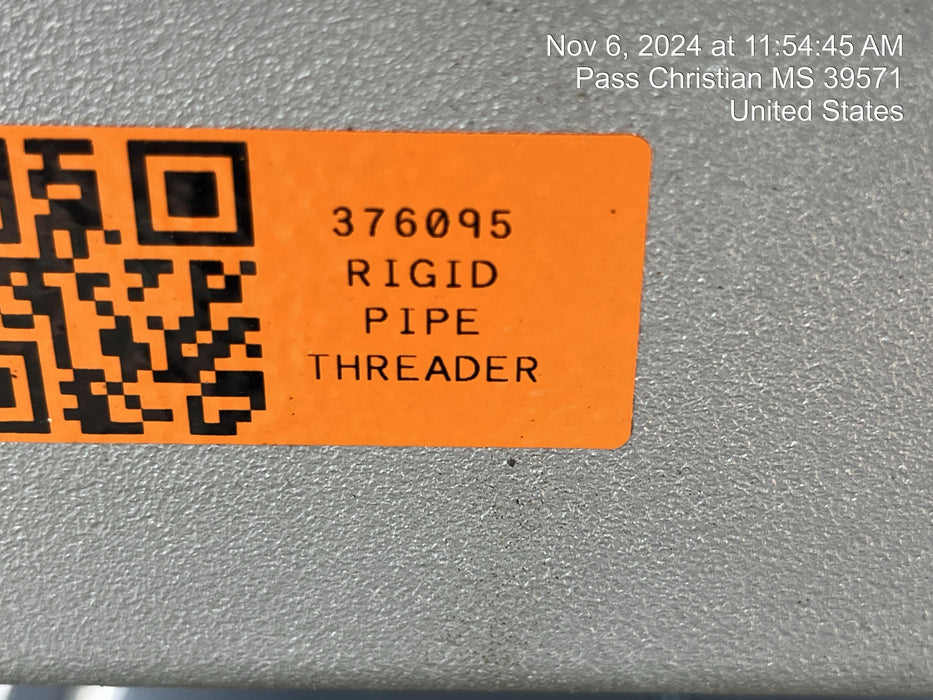 Nov 6, 2024 at 11:54:45 AM
Pass Christian MS 39571
United States
376095
RIGID
PIPE
THREADER